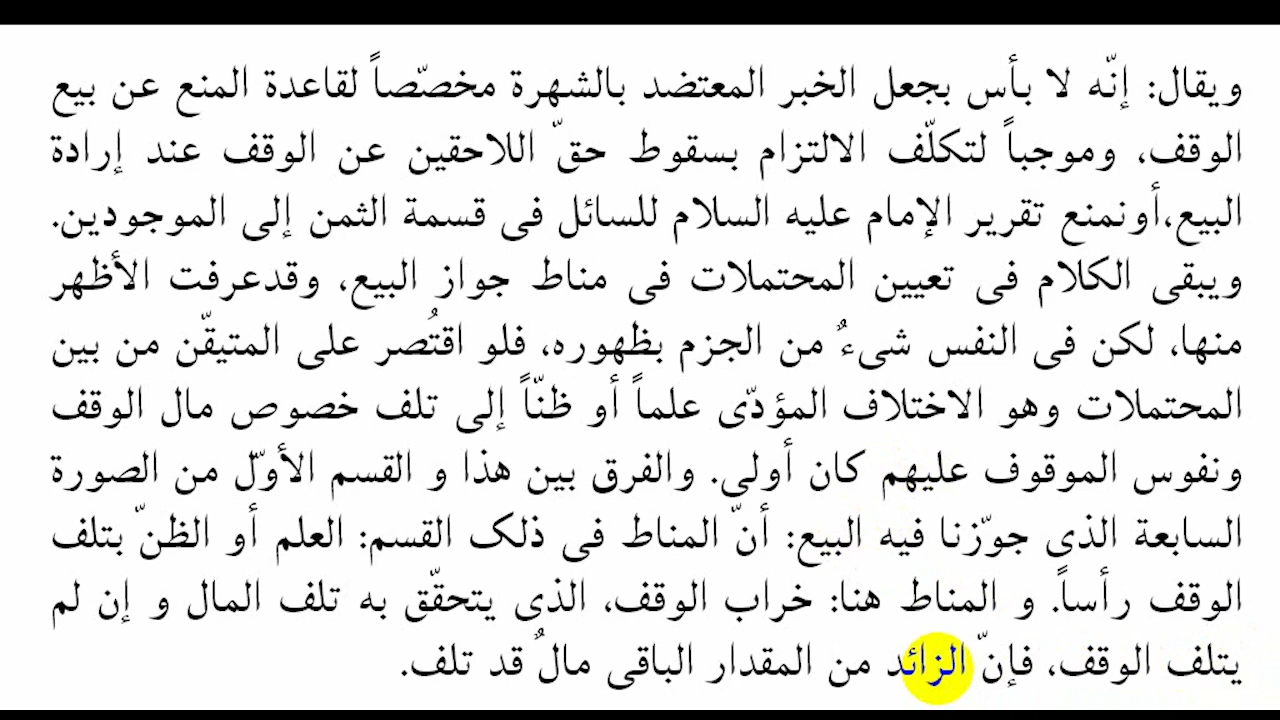 ويقال: إنّه لا بأس بجعل الخبر المعتضد بالشهرة مخصّصاً لقاعدة المنع عن بيع
الوقف، وموجباً لتكلّف الالتزام بسقوط حقّ اللاحقين عن الوقف عند إرادة
البيع،أونمنع تقرير الإمام عليه السلام للسائل فى قسمة الثمن إلى الموجودين.
ويبقى الكلام فى تعيين المحتملات فى مناط جواز البيع، وقدعرفت الأظهر
منها، لكن فى النفس شىءٌ من الجزم بظهوره، فلو اقتُصر على المتيقّن من بين
المحتملات وهو الاختلاف المؤدّى علماً أو ظنّاً إلى تلف خصوص مال الوقف
ونفوس الموقوف عليهم كان أولى. والفرق بين هذا و القسم الأوّل من الصورة
السابعة الذى جوّزنا فيه البيع: أنّ المناط فى ذلک القسم: العلم أو الظنّ بتلف
الوقف رأساً. و المناط هنا: خراب الوقف، الذى يتحقّق به تلف المال و إن لم
يتلف الوقف، فإنّ الزائد من المقدار الباقى مالٌ قد تلف.